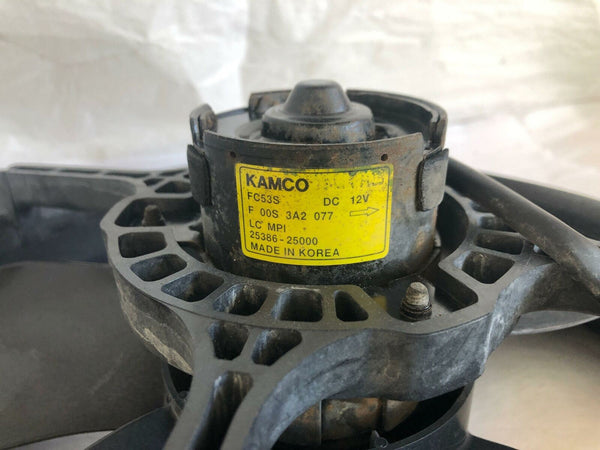 KAMCO
FC53S DC 12V
F 00S 3A2 077
LC MPI
25386-25000
MADE IN KOREA